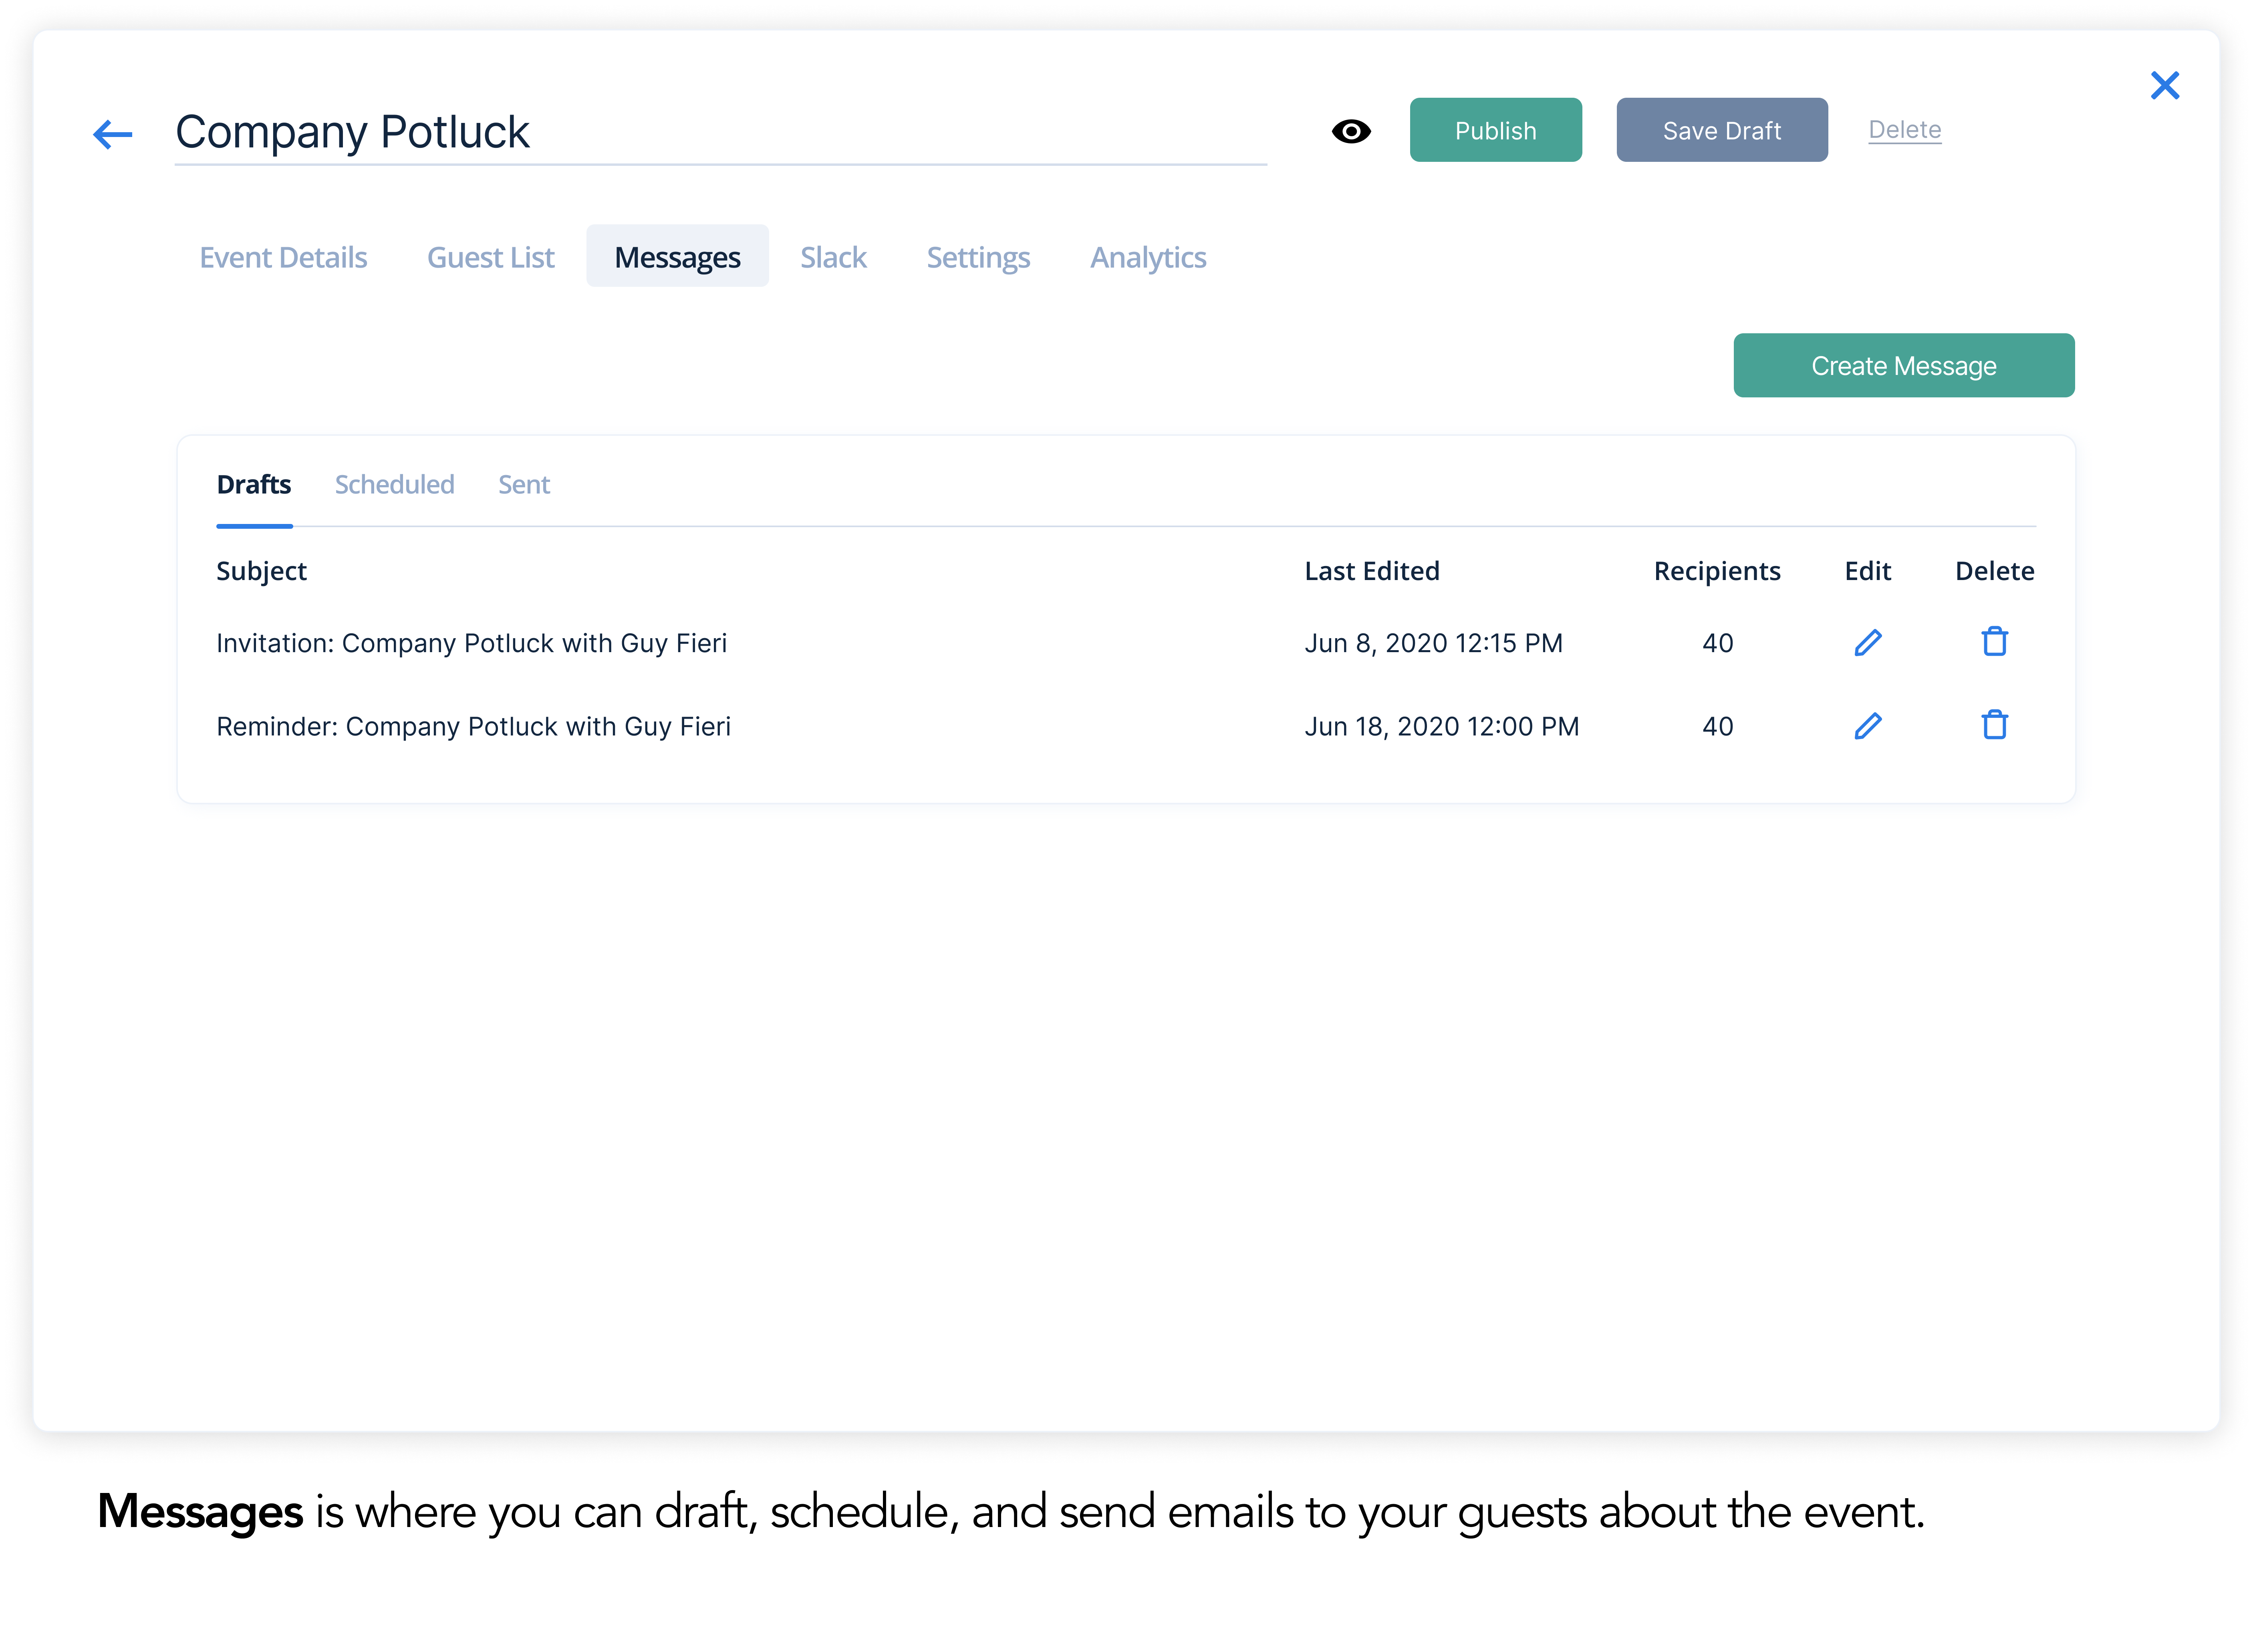 Company Potluck
Publish
Save Draft
Delete
Event Details
Guest List
Messages
Slack
Settings
Analytics
Create Message
Drafts
Scheduled
Sent
Subject Last Edited Recipients Edit Delete
Invitation: Company Potluck with Guy Fieri Jun 8, 2020 12:15 PM 40
Reminder: Company Potluck with Guy Fieri Jun 18, 2020 12:00 PM 40
Messages is where you can draft, schedule, and send emails to your guests about the event.